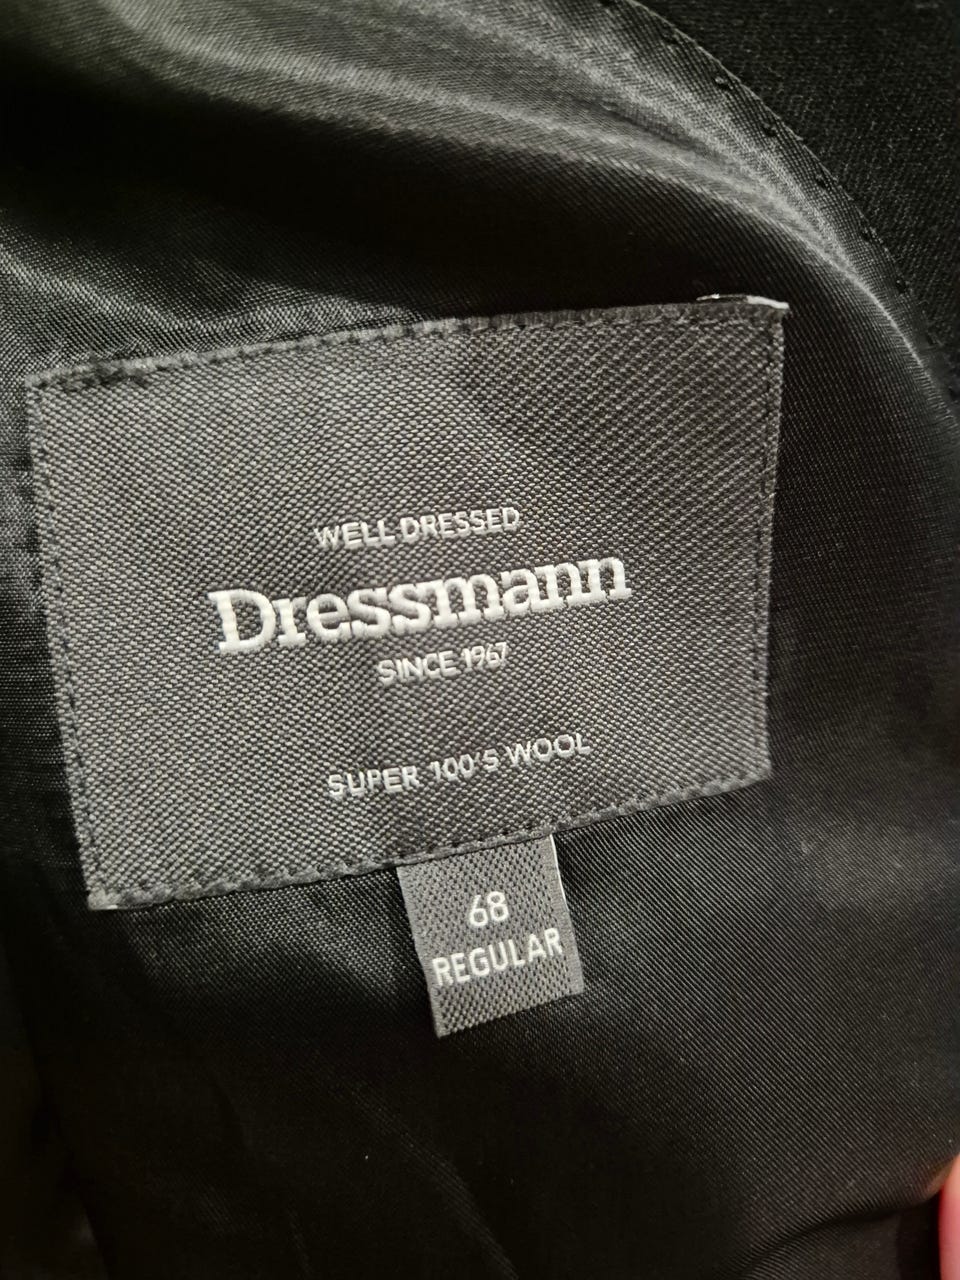 WELL DRESSED
Dressmann
SINCE 1967
SUPER 100'S WOOL
68
REGULAR